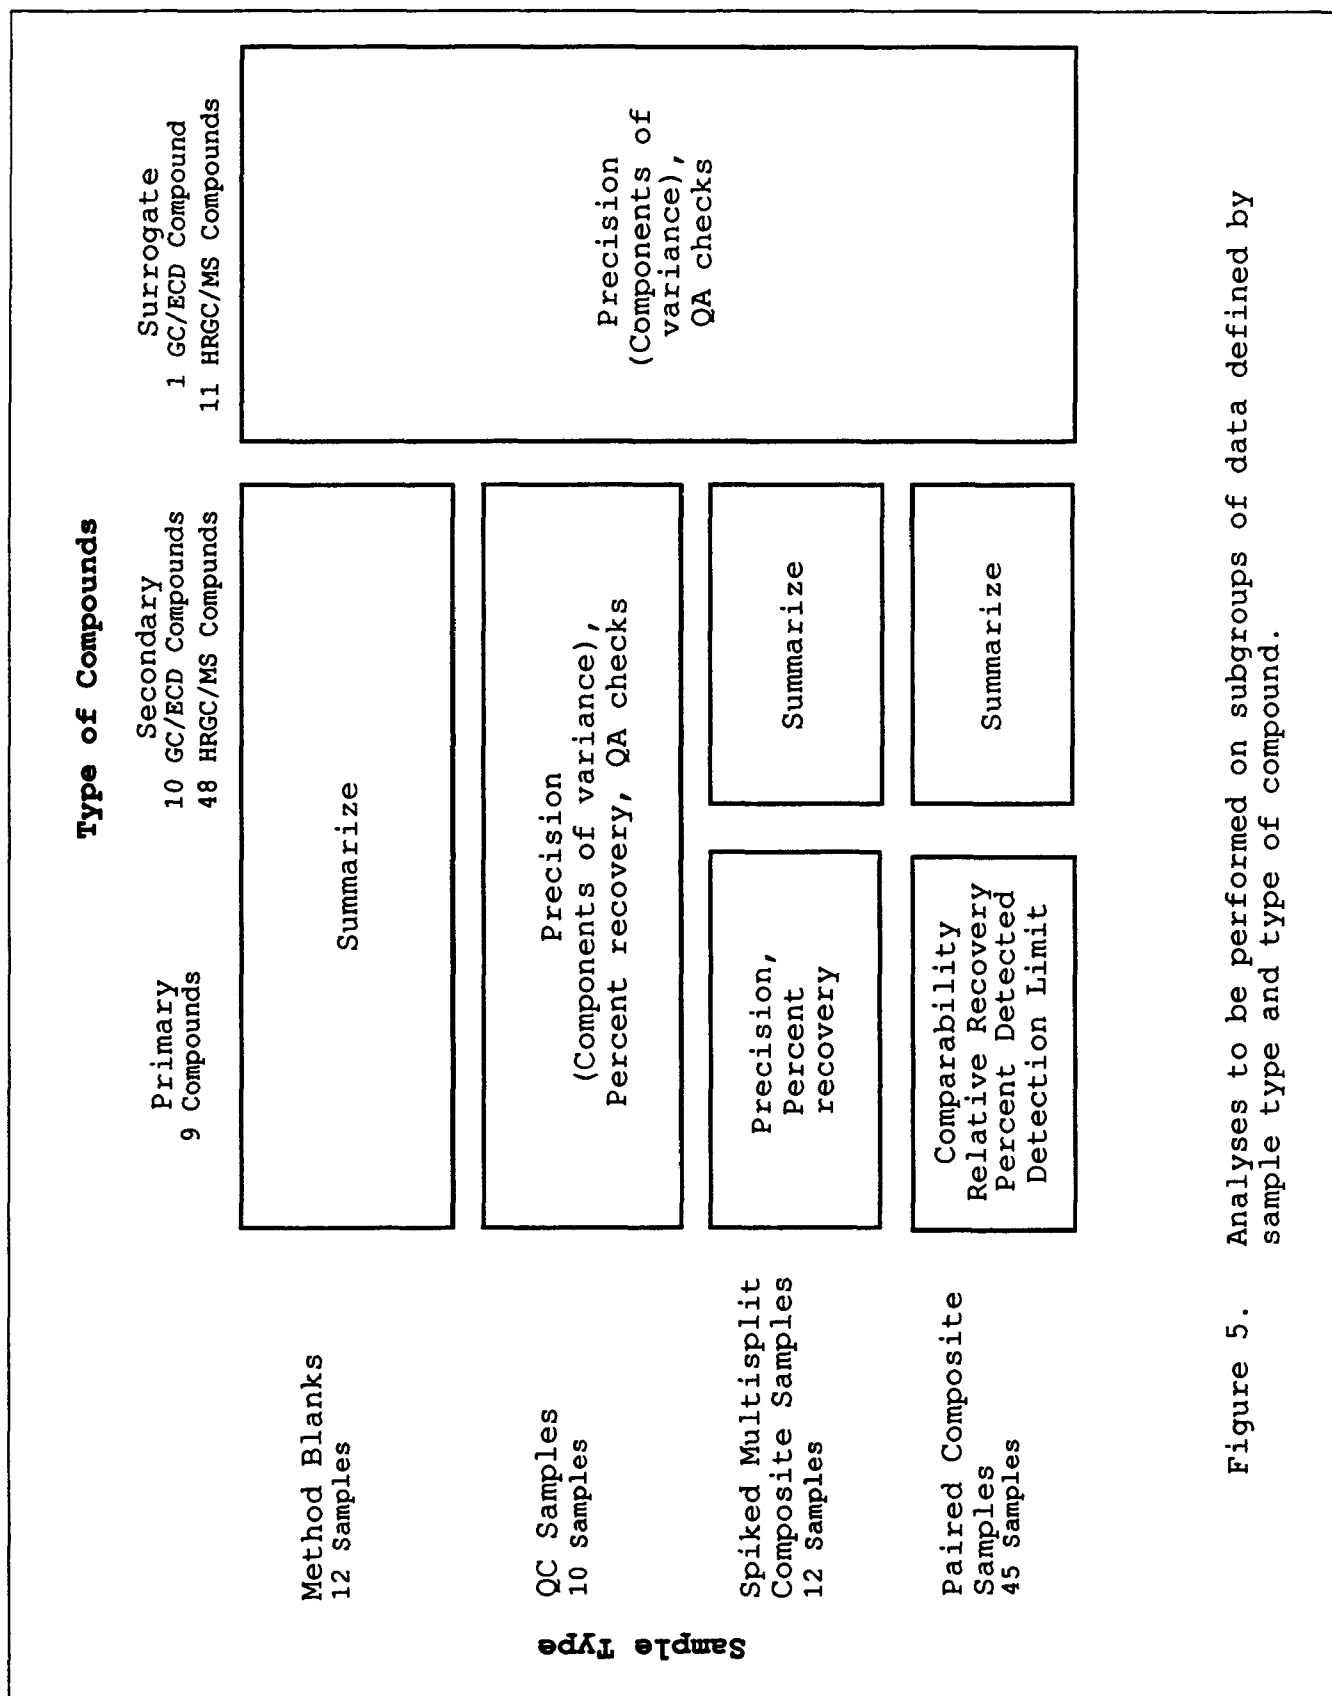 Type of Compounds
Primary
9 Compounds
Secondary
10 GC/ECD Compounds
48 HRGC/MS Compunds
Surrogate
1 GC/ECD Compound
11 HRGC/MS Compounds
Sample Type
Method Blanks
12 Samples
Summarize
QC Samples
10 Samples
Precision
(Components of variance),
Percent recovery, QA checks
Spiked Multisplit
Composite Samples
12 Samples
Precision,
Percent
recovery
Summarize
Paired Composite
Samples
45 Samples
Comparability
Relative Recovery
Percent Detected
Detection Limit
Summarize
Precision
(Components of
variance),
QA checks
Figure 5. Analyses to be performed on subgroups of data defined by
sample type and type of compound.